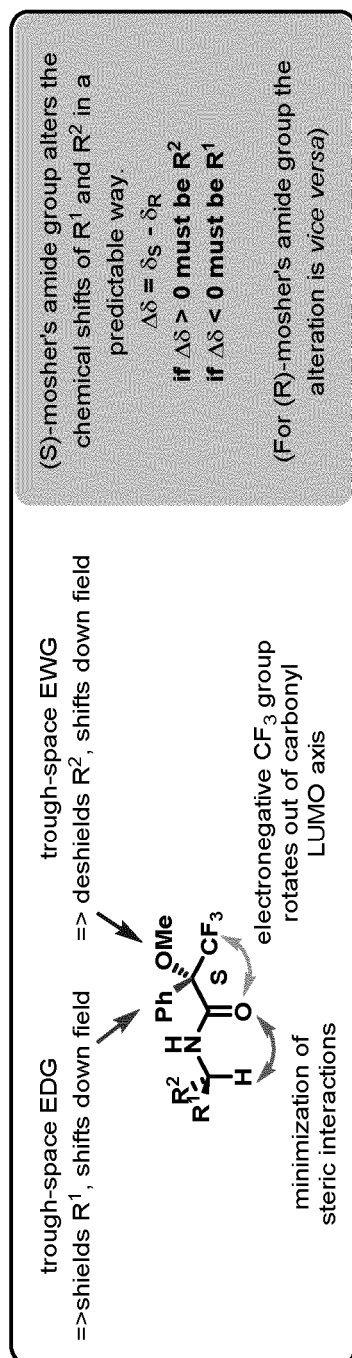 trough-space EDG
=>shields R¹, shifts down field
trough-space EWG
=> deshields R², shifts down field
Ph
OMe
H
N
R²
R¹
S
CF₃
O
H
minimization of
steric interactions
electronegative CF₃ group
rotates out of carbonyl
LUMO axis
(S)-mosher's amide group alters the
chemical shifts of R¹ and R² in a
predictable way.
Δδ = δS - δR
if Δδ > 0 must be R²
if Δδ < 0 must be R¹
(For (R)-mosher's amide group the
alteration is vice versa)